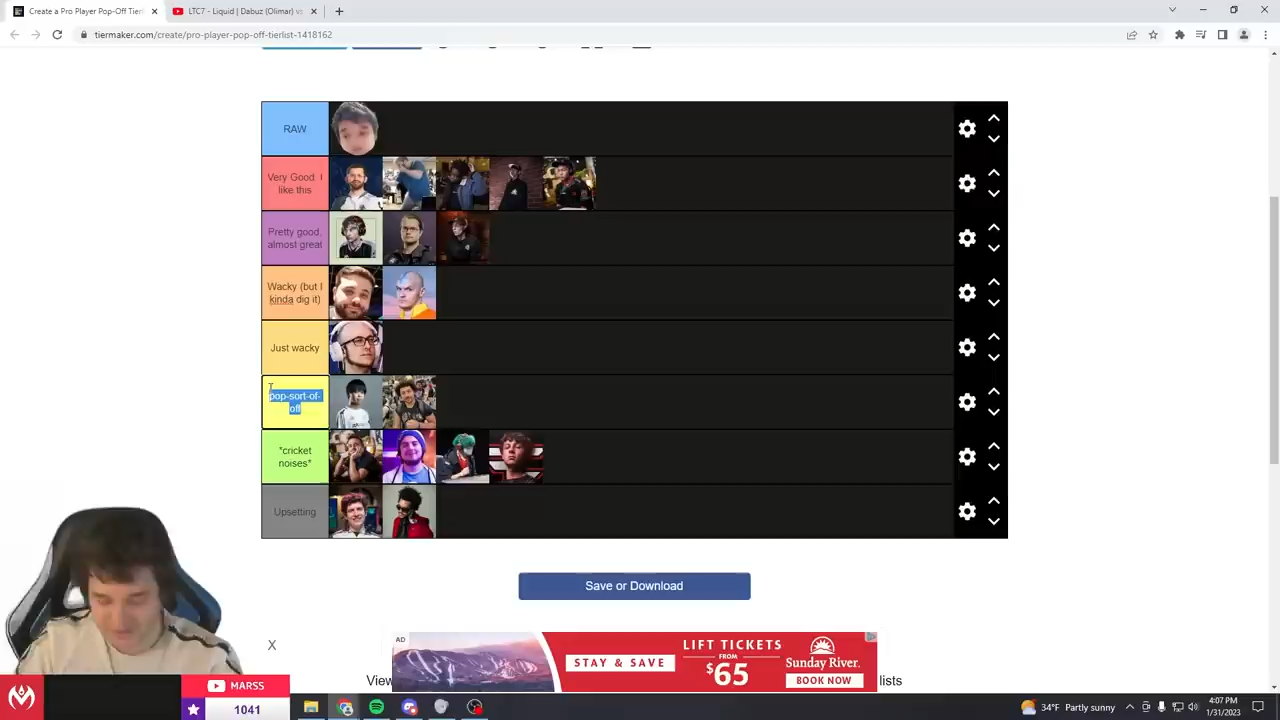 Create a Pro Player Pop-Off Tierl
LTC7 - Liquid | Dabuz (Olimar) vs
tiermaker.com/create/pro-player-pop-off-tierlist-1418162
RAW
Very Good. I
like this
Pretty good.
almost great
Wacky (but I
kinda dig it)
Just wacky
pop-sort-of-
off
*cricket
noises*
Upsetting
Save or Download
X
AD
STAY & SAVE
LIFT TICKETS
FROM
$65
Sunday River.
BOOK NOW
View
lists
MARSS
1041
34°F Partly sunny
4:07 PM
1/31/2023